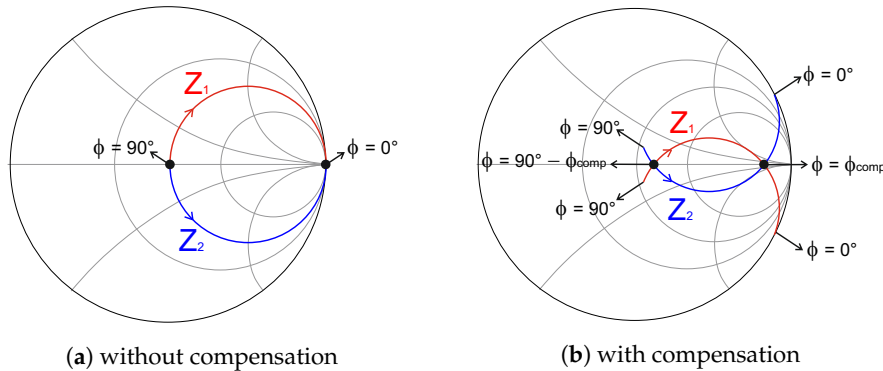 Z₁
ϕ = 90°
ϕ = 0°
Z₂
(a) without compensation
ϕ = 0°
ϕ = 90°
Z₁
ϕ = 90° − ϕcomp
ϕ = ϕcomp
ϕ = 90°
Z₂
ϕ = 0°
(b) with compensation